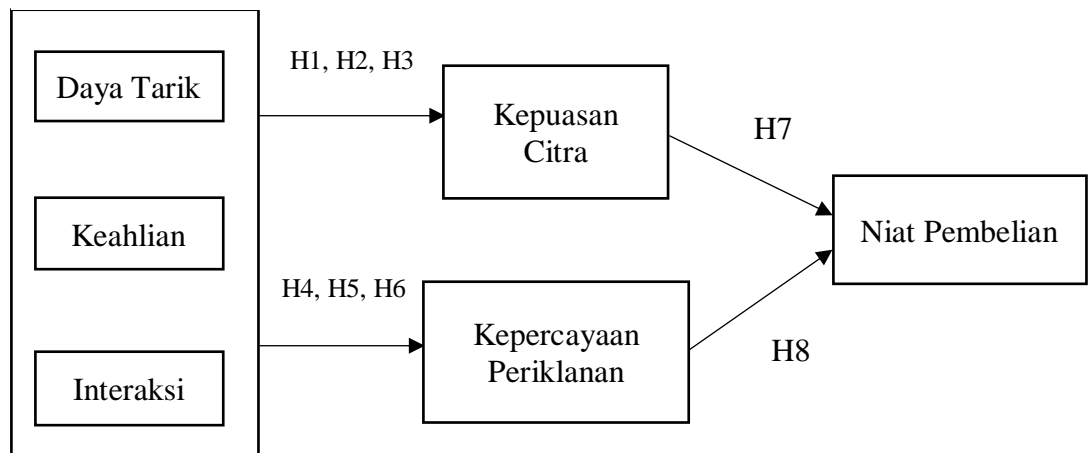 Daya Tarik
Keahlian
Interaksi
H1, H2, H3
H4, H5, H6
Kepuasan
Citra
Kepercayaan
Periklanan
H7
H8
Niat Pembelian